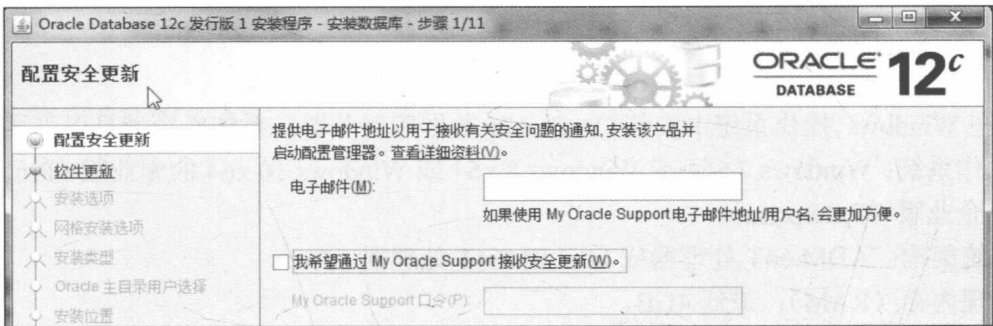 Oracle Database 12c 发行版 1 安装程序 - 安装数据库 - 步骤 1/11
配置安全更新
ORACLE 12c
DATABASE
配置安全更新
软件更新
安装选项
网格安装选项
安装类型
Oracle 主目录用户选择
安装位置
提供电子邮件地址以用于接收有关安全问题的通知, 安装该产品并
启动配置管理器。查看详细资料(V)。
电子邮件(M):
如果使用 My Oracle Support 电子邮件地址/用户名, 会更加方便。
我希望通过 My Oracle Support 接收安全更新(W)。
My Oracle Support 口令(P):